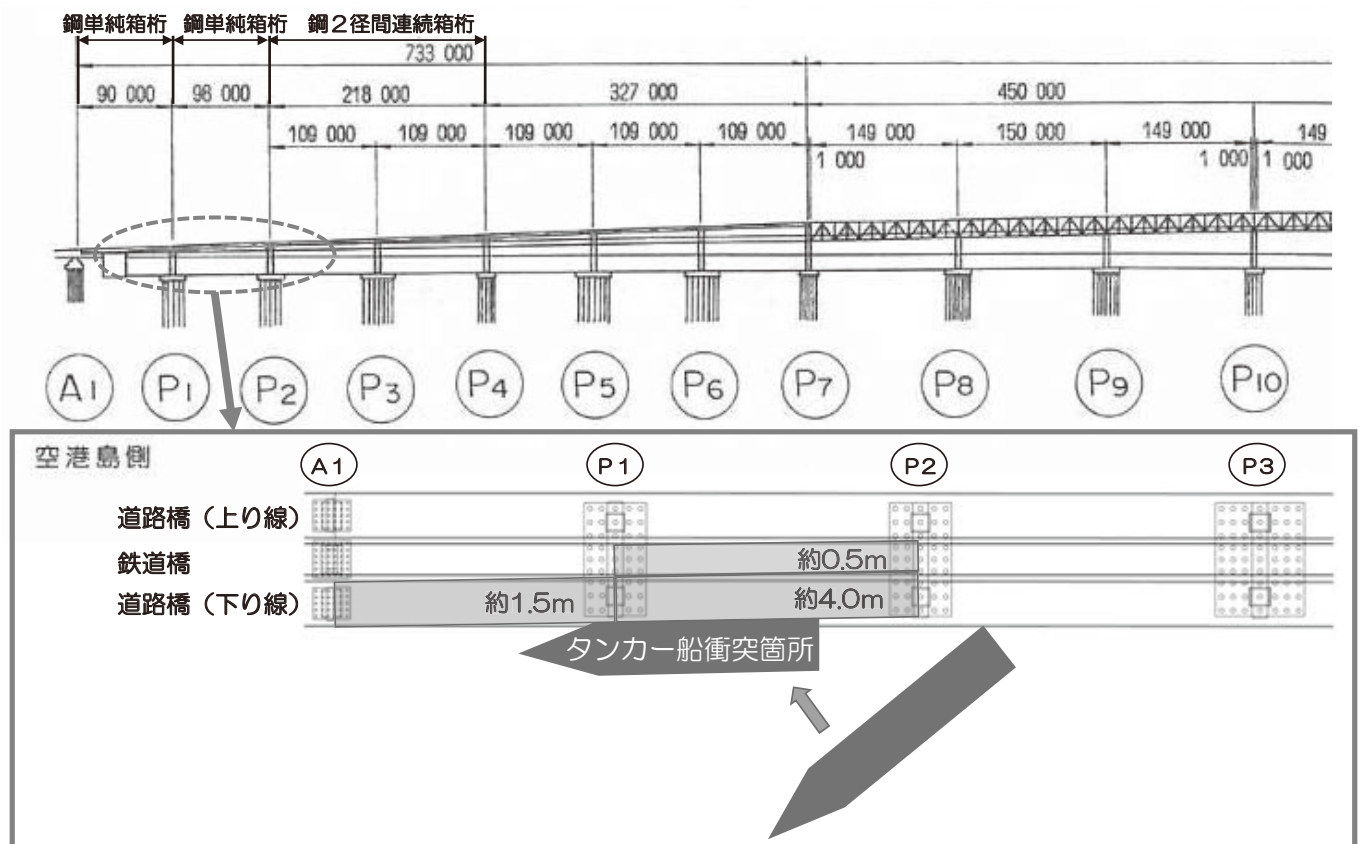 鋼単純箱桁 鋼単純箱桁 鋼２径間連続箱桁
733 000
90 000 98 000 218 000 327 000 450 000
109 000 109 000 109 000 109 000 109 000 149 000 150 000 149 000 149
1 000 1 000 1 000
A1 P1 P2 P3 P4 P5 P6 P7 P8 P9 P10
空港島側
A1 P1 P2 P3
道路橋（上り線）
鉄道橋
約0.5m
道路橋（下り線）
約1.5m 約4.0m
タンカー船衝突箇所